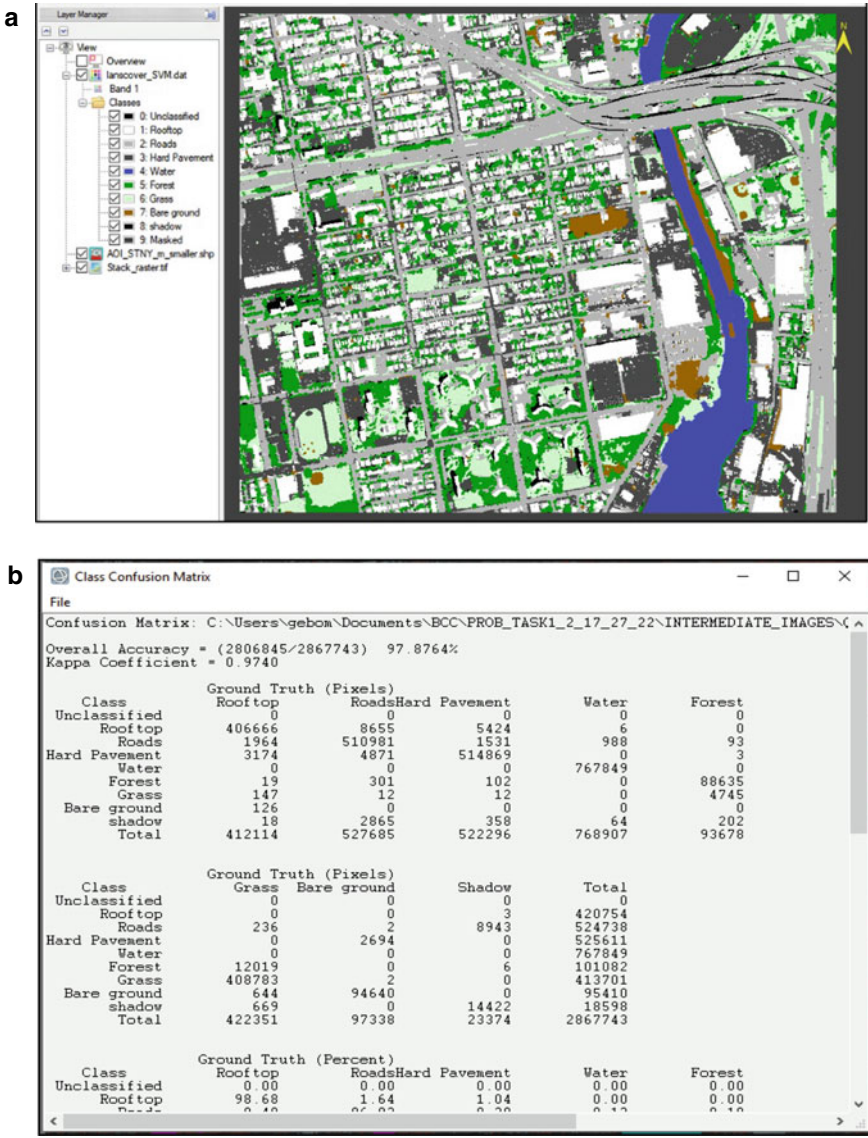 a
Layer Manager
View
Overview
lanscover_SVM.dat
Band 1
Classes
0: Unclassified
1: Rooftop
2: Roads
3: Hard Pavement
4: Water
5: Forest
6: Grass
7: Bare ground
8: shadow
9: Masked
AOI_STNY_m_smaller.shp
Stack_raster.tif
N
b
Class Confusion Matrix
File
Confusion Matrix: C:\Users\gebom\Documents\BCC\PROB_TASK1_2_17_27_22\INTERMEDIATE_IMAGES\
Overall Accuracy = (2806845/2867743) 97.8764%
Kappa Coefficient = 0.9740
Ground Truth (Pixels)
Class Rooftop RoadsHard Pavement Water Forest
Unclassified 0 0 0 0 0
Rooftop 406666 8655 5424 6 0
Roads 1964 510981 1531 988 93
Hard Pavement 3174 4871 514869 0 3
Water 0 0 0 767849 0
Forest 19 301 102 0 88635
Grass 147 12 12 0 4745
Bare ground 126 0 0 0 0
shadow 18 2865 358 64 202
Total 412114 527685 522296 768907 93678
Ground Truth (Pixels)
Class Grass Bare ground Shadow Total
Unclassified 0 0 0 0
Rooftop 0 0 3 420754
Roads 236 2 8943 524738
Hard Pavement 0 2694 0 525611
Water 0 0 0 767849
Forest 12019 0 6 101082
Grass 408783 2 0 413701
Bare ground 644 94640 0 95410
shadow 669 0 14422 18598
Total 422351 97338 23374 2867743
Ground Truth (Percent)
Class Rooftop RoadsHard Pavement Water Forest
Unclassified 0.00 0.00 0.00 0.00 0.00
Rooftop 98.68 1.64 1.04 0.00 0.00